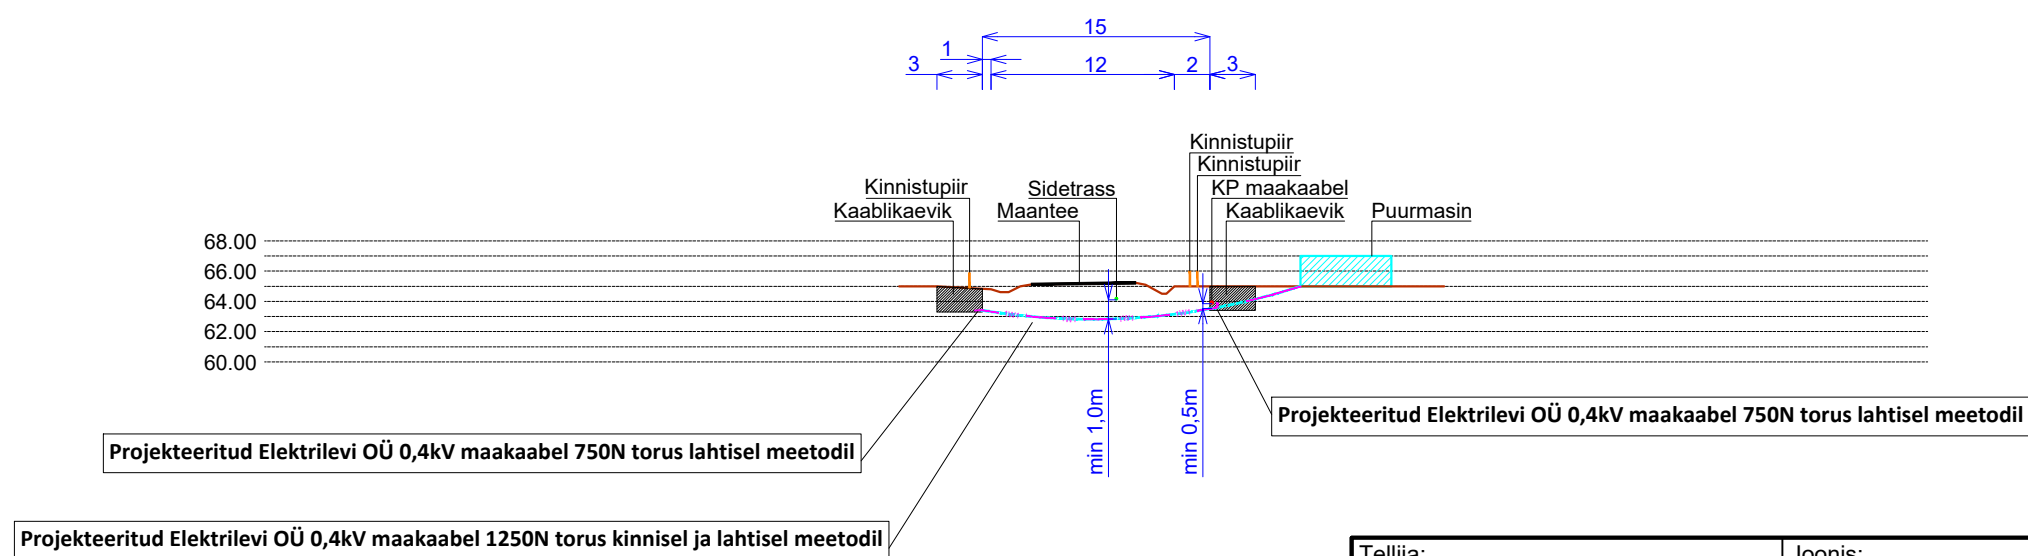 15
1
3
12
2
3
Kinnistupiir
Kinnistupiir
Kinnistupiir
Sidetrass
KP maakaabel
Kaablikaevik
Maantee
Kaablikaevik
Puurmasin
68.00
66.00
64.00
62.00
60.00
min 1,0m
min 0,5m
Projekteeritud Elektrilevi OÜ 0,4kV maakaabel 750N torus lahtisel meetodil
Projekteeritud Elektrilevi OÜ 0,4kV maakaabel 750N torus lahtisel meetodil
Projekteeritud Elektrilevi OÜ 0,4kV maakaabel 1250N torus kinnisel ja lahtisel meetodil
Tellija:
Joonis: